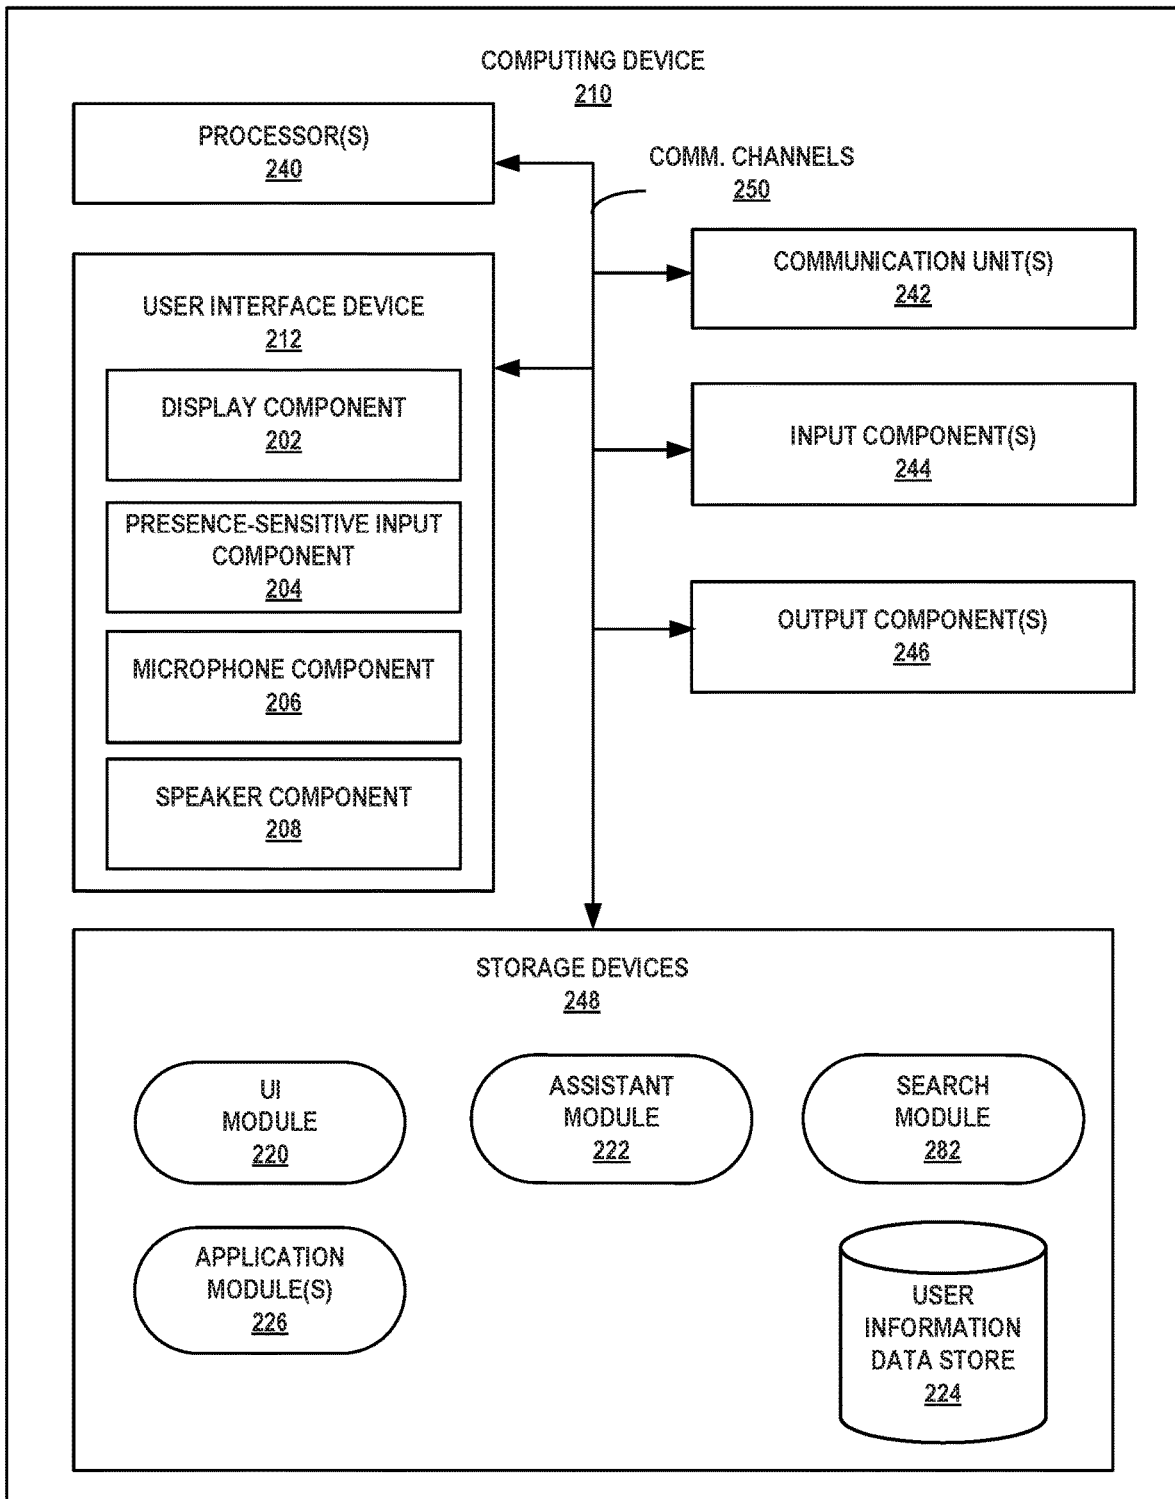 COMPUTING DEVICE
210
PROCESSOR(S)
240
COMM. CHANNELS
250
COMMUNICATION UNIT(S)
242
USER INTERFACE DEVICE
212
DISPLAY COMPONENT
202
INPUT COMPONENT(S)
244
PRESENCE-SENSITIVE INPUT
COMPONENT
204
OUTPUT COMPONENT(S)
246
MICROPHONE COMPONENT
206
SPEAKER COMPONENT
208
STORAGE DEVICES
248
UI
MODULE
220
ASSISTANT
MODULE
222
SEARCH
MODULE
282
APPLICATION
MODULE(S)
226
USER
INFORMATION
DATA STORE
224